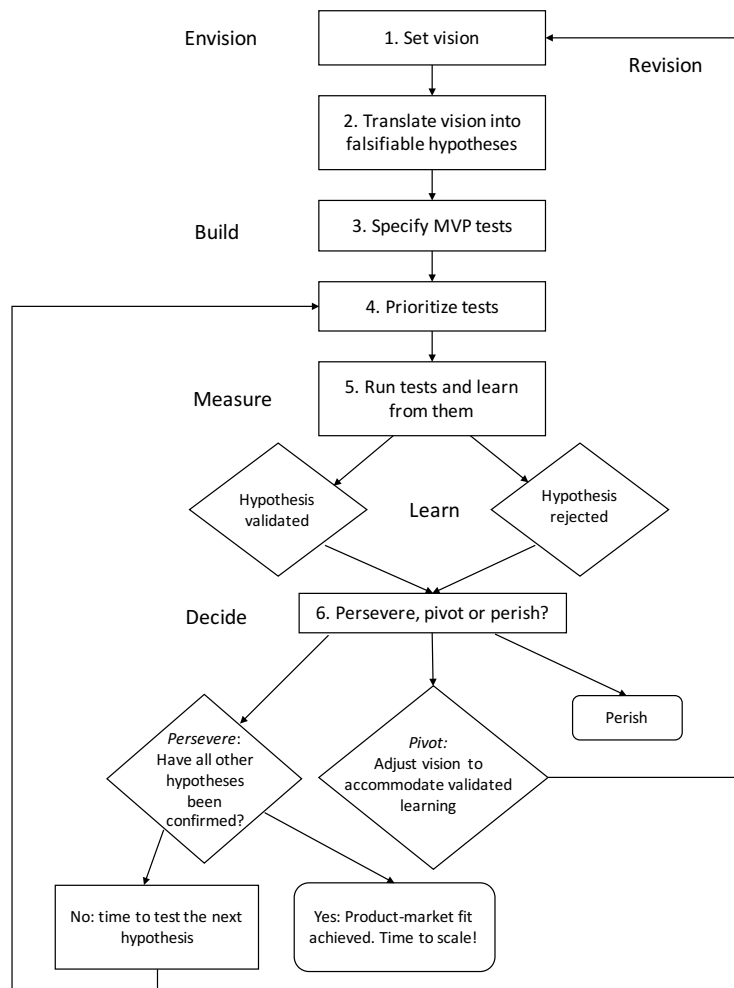 Envision
1. Set vision
Revision
2. Translate vision into
falsifiable hypotheses
Build
3. Specify MVP tests
4. Prioritize tests
Measure
5. Run tests and learn
from them
Hypothesis
validated
Learn
Hypothesis
rejected
Decide
6. Persevere, pivot or perish?
Perish
Persevere:
Have all other
hypotheses
been
confirmed?
Pivot:
Adjust vision to
accommodate validated
learning
No: time to test the next
hypothesis
Yes: Product-market fit
achieved. Time to scale!